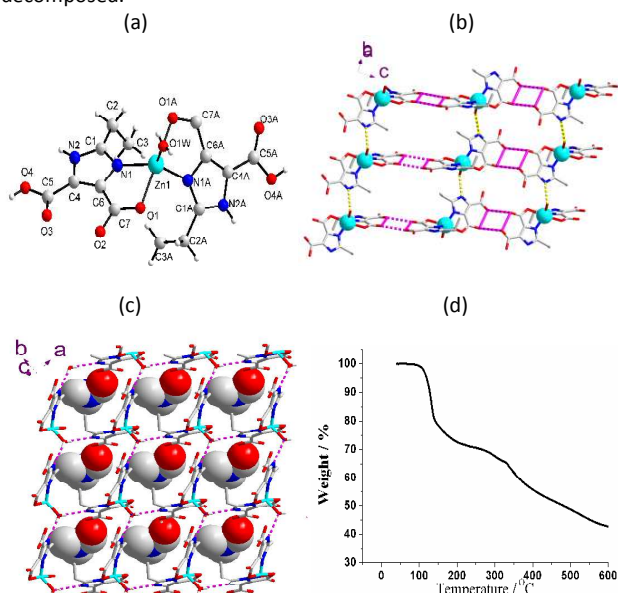 decomposed.
(a)
(b)
O1A
C7A
C2
O3A
O1W
C6A
C5A
N2
C1
C3
O4
N1
Zn1
N1A
C4A
O4A
C5
C4
C6
O1
C1A
N2A
O3
O2
C7
C3A
C2A
b
a
c
(c)
(d)
b
c
a
100
90
80
70
60
50
40
30
Weight / %
0 100 200 300 400 500 600
Temperature / °C